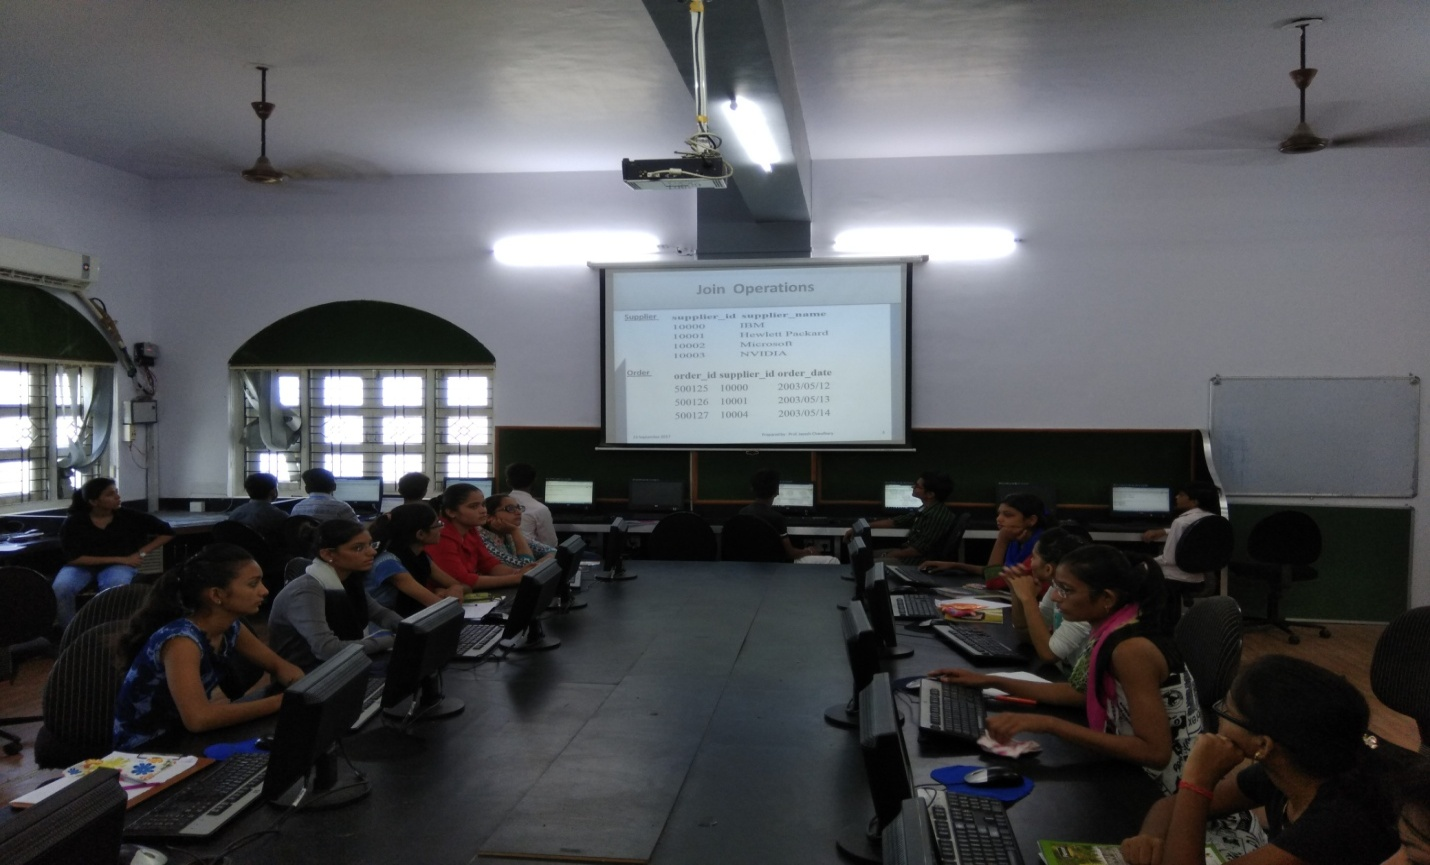 Join Operations
Supplier supplier_id supplier_name
10000 IBM
10001 Hewlett Packard
10002 Microsoft
10003 NVIDIA
Order order_id supplier_id order_date
500125 10000 2003/05/12
500126 10001 2003/05/13
500127 10004 2003/05/14